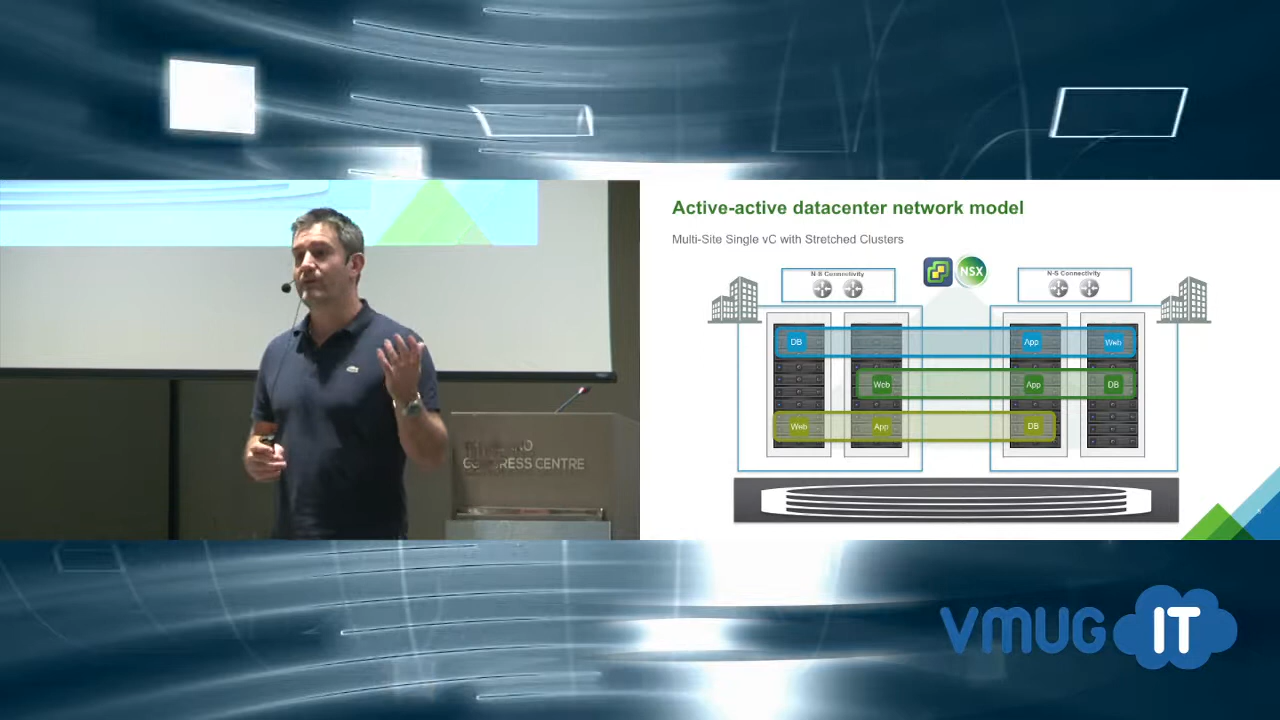 Active-active datacenter network model
Multi-Site Single vC with Stretched Clusters
N-S Connectivity
NSX
N-S Connectivity
DB
App
Web
Web
App
DB
Web
App
DB
CONGRESS CENTRE
VMUG IT